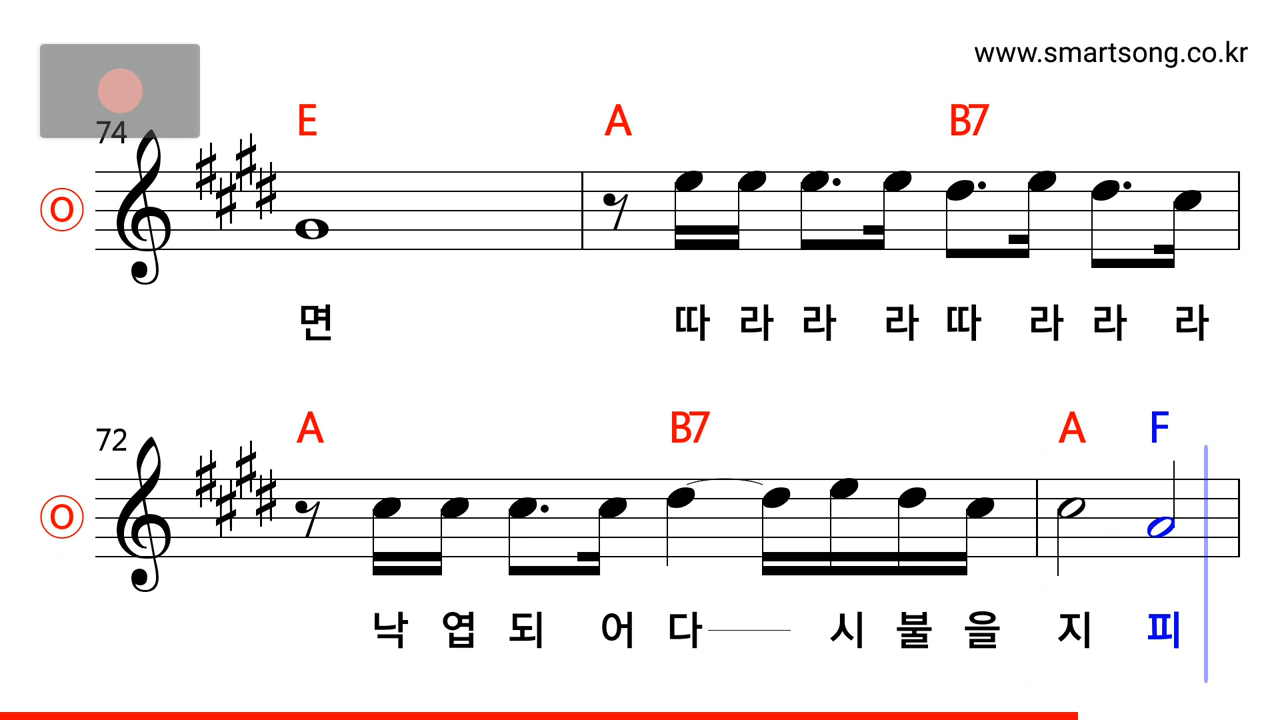 www.smartsong.co.kr
74
E A B7
O
면 따 라 라 라 따 라 라 라
72
A B7 A F
O
낙 엽 되 어 다 시 불 을 지 피